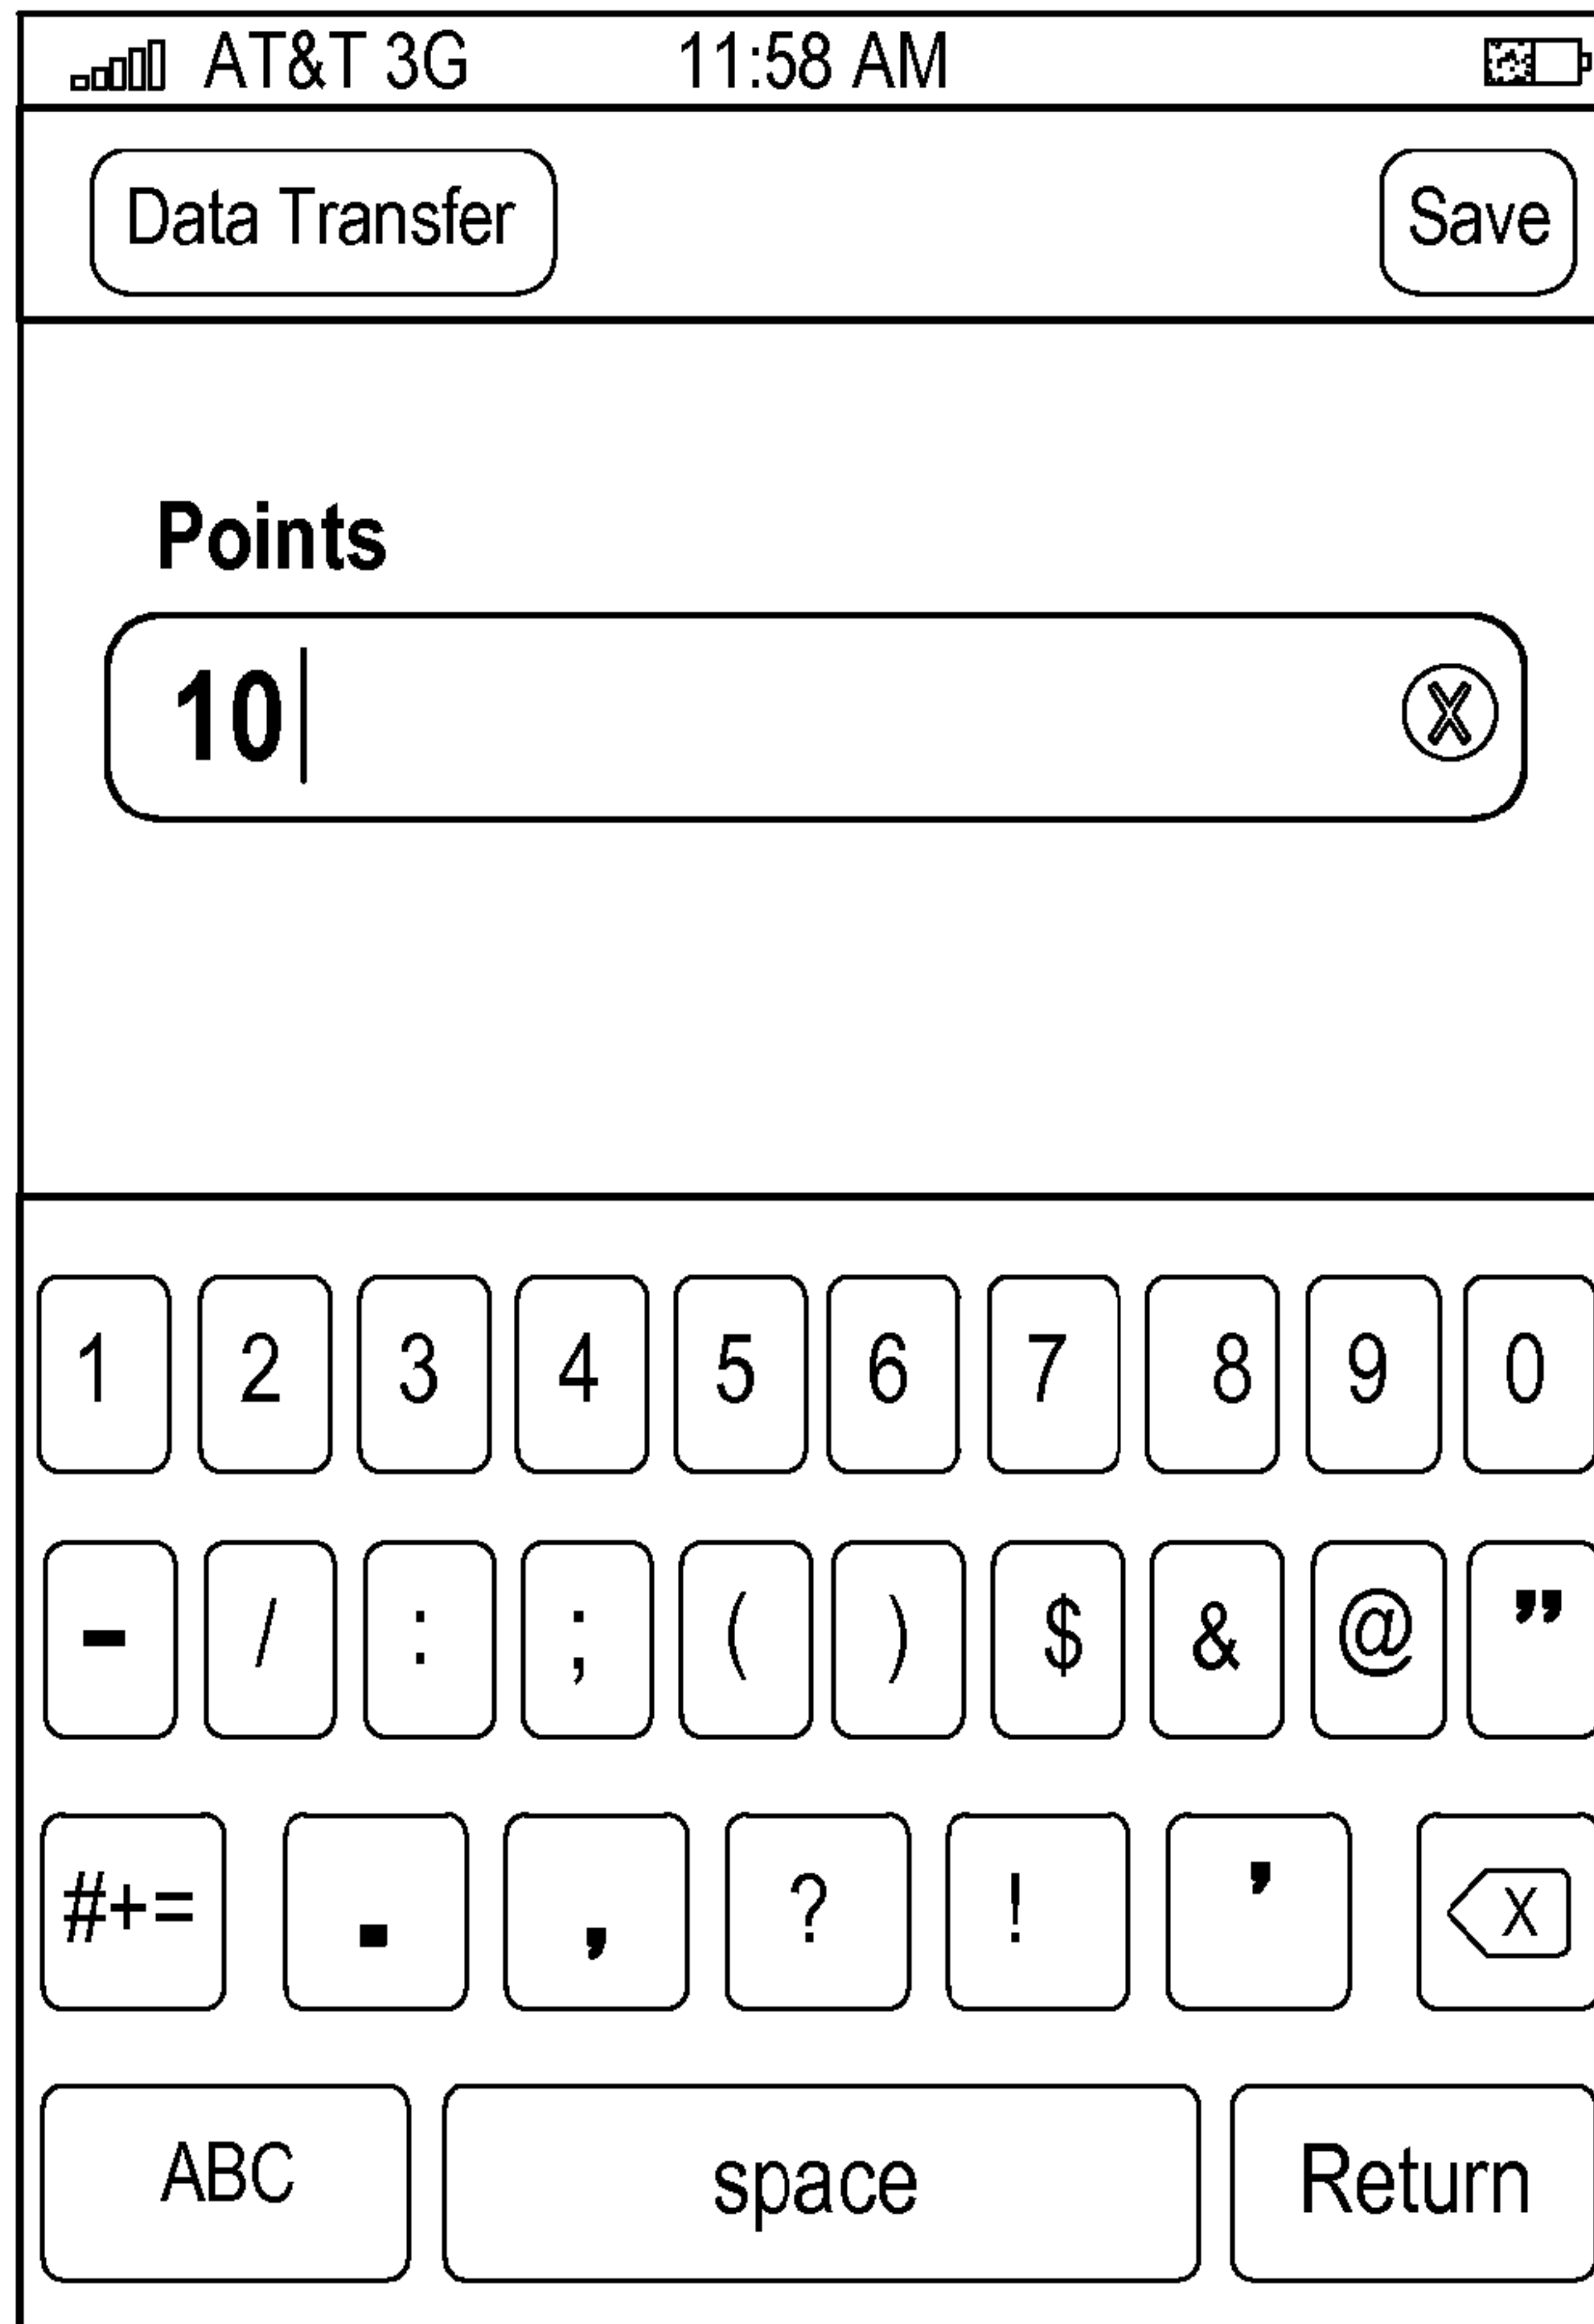 AT&T 3G 11:58 AM
Data Transfer Save
Points
10 X
1 2 3 4 5 6 7 8 9 0
- / : ; ( ) $ & @ ”
#+= . , ? ! ’ X
ABC space Return